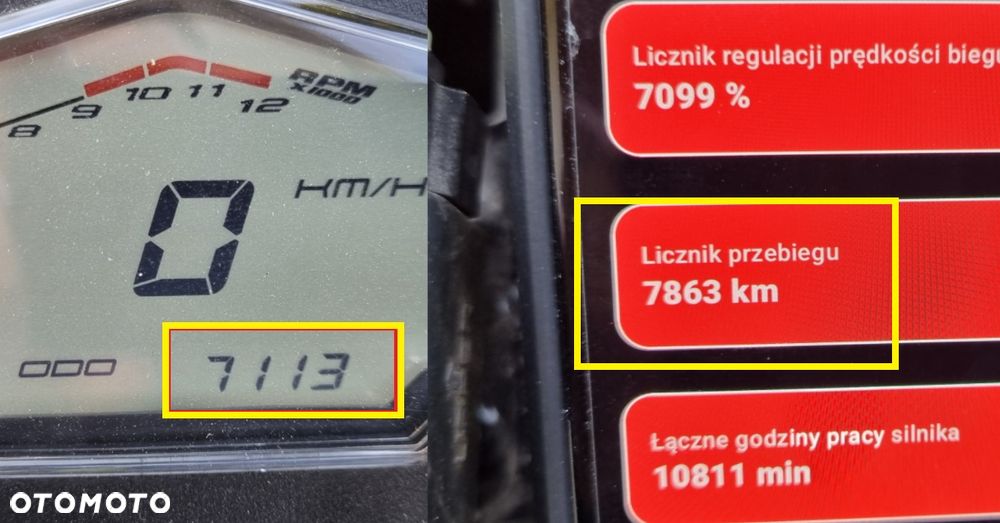 8 9 10 11 12
RPM
X1000
0 KM/H
ODO 7113
OTOMOTO
Licznik regulacji prędkości
7099 %
Licznik przebiegu
7863 km
Łączne godziny pracy silnika
10811 min